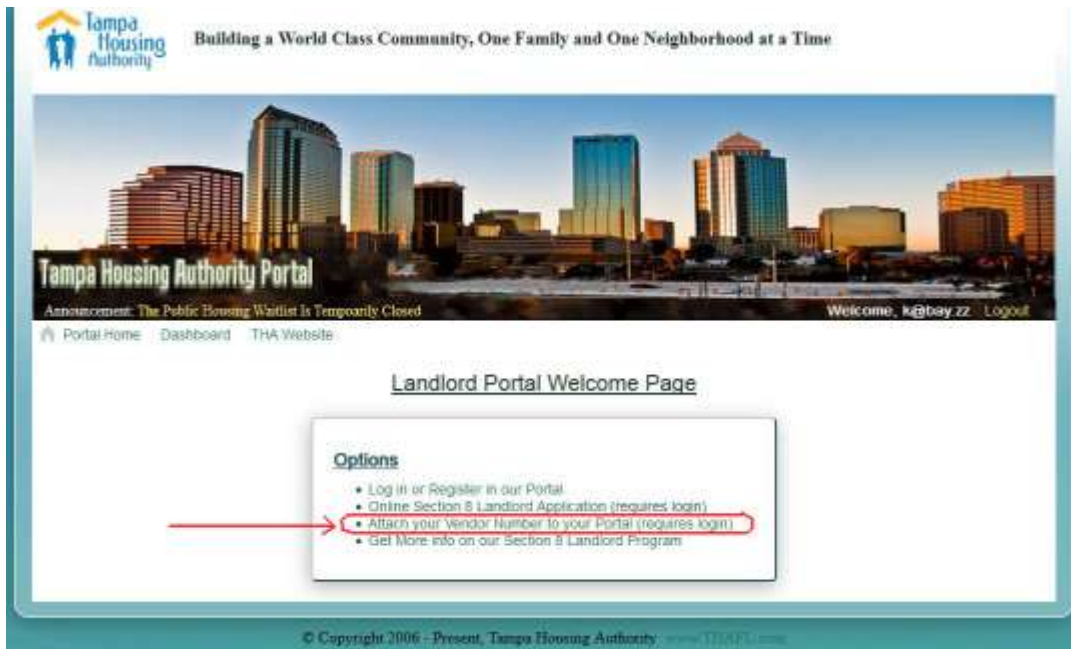 Tampa
Housing
Authority
Building a World Class Community, One Family and One Neighborhood at a Time
Tampa Housing Authority Portal
Announcement: The Public Housing Waitlist Is Temporarily Closed
Welcome, k@bay.zz Logout
Portal Home Dashboard THA Website
Landlord Portal Welcome Page
Options
• Log in or Register in our Portal
• Online Section 8 Landlord Application (requires login)
• Attach your Vendor Number to your Portal (requires login)
• Get More info on our Section 8 Landlord Program
© Copyright 2006 - Present, Tampa Housing Authority www.THAFL.com